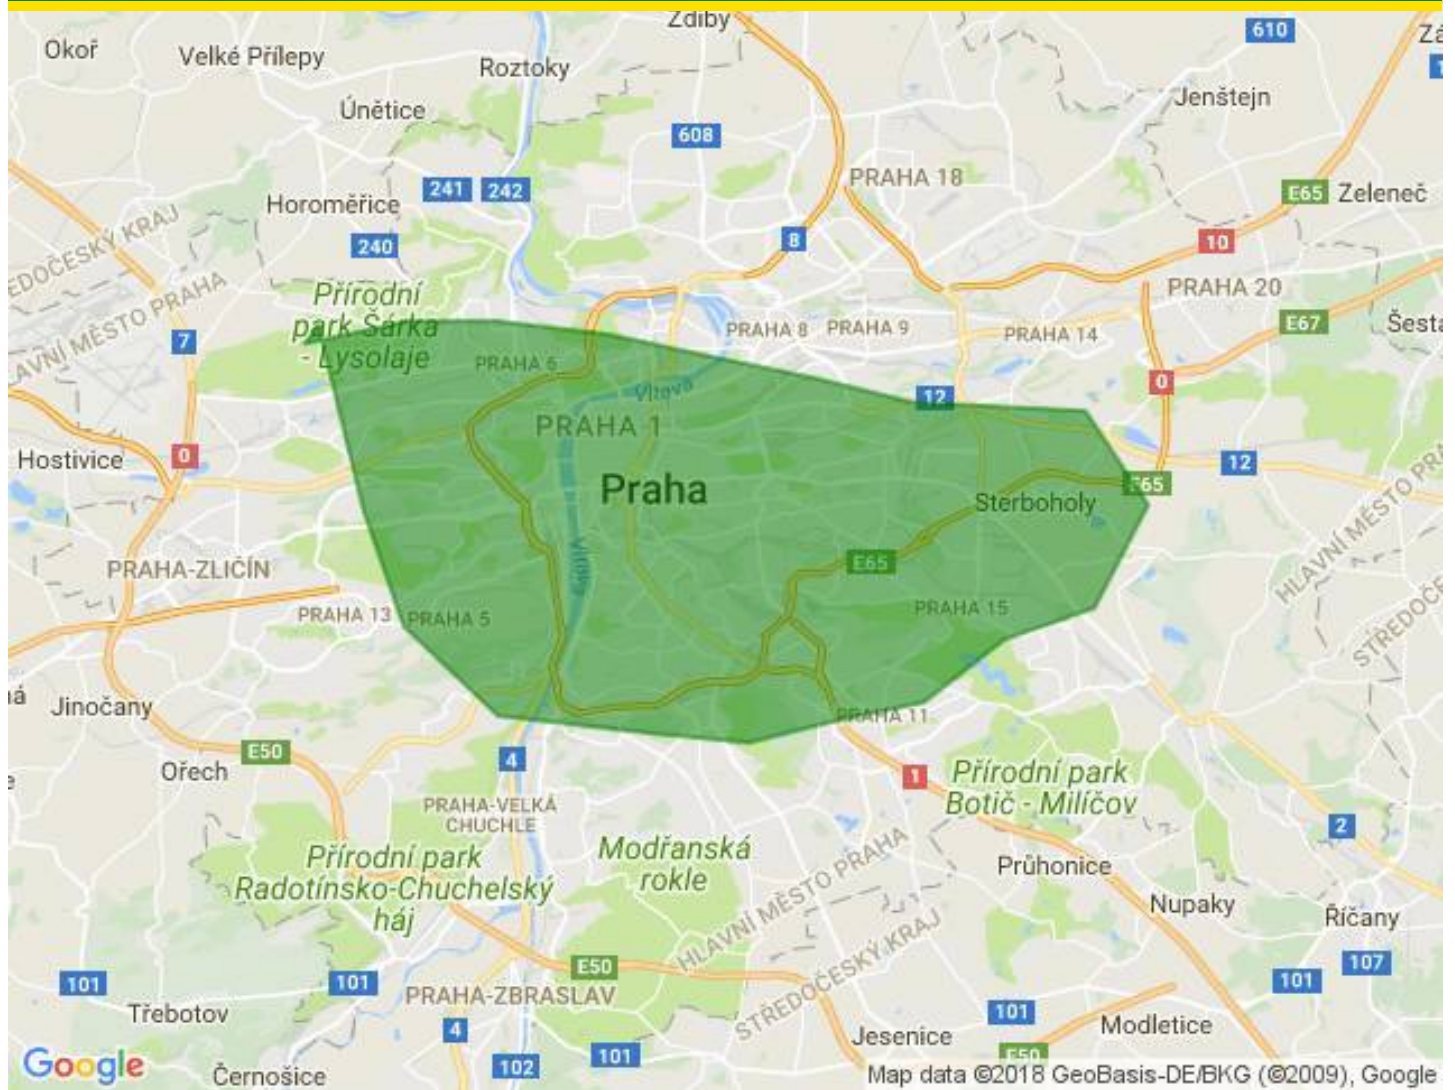 Zdiby
610
Okoř
Velké Přílepy
Roztoky
Jenštejn
Únětice
608
PRAHA 18
241
242
E65
Zeleneč
Horoměřice
240
8
10
PRAHA 20
Přírodní
park Šárka
- Lysolaje
HLAVNÍ MĚSTO PRAHA
7
PRAHA 8
PRAHA 9
PRAHA 14
E67
PRAHA 6
Vltava
0
12
PRAHA 1
Hostivice
0
12
Praha
E65
Sterboholy
Vltava
E65
PRAHA-ZLIČÍN
PRAHA 13
PRAHA 5
PRAHA 15
HLAVNÍ MĚSTO
Jinočany
PRAHA 11
E50
4
Ořech
1
Přírodní park
Botič - Milíčov
PRAHA-VELKÁ
CHUCHLE
2
Přírodní park
Radotínsko-Chuchelský
háj
Modřanská
rokle
HLAVNÍ MĚSTO PRAHA
Průhonice
Nupaky
Říčany
STŘEDOČESKÝ KRAJ
101
101
E50
PRAHA-ZBRASLAV
101
107
Třebotov
4
101
Modletice
Jesenice
E50
Google
Černošice
102
101
Map data ©2018 GeoBasis-DE/BKG (©2009), Google